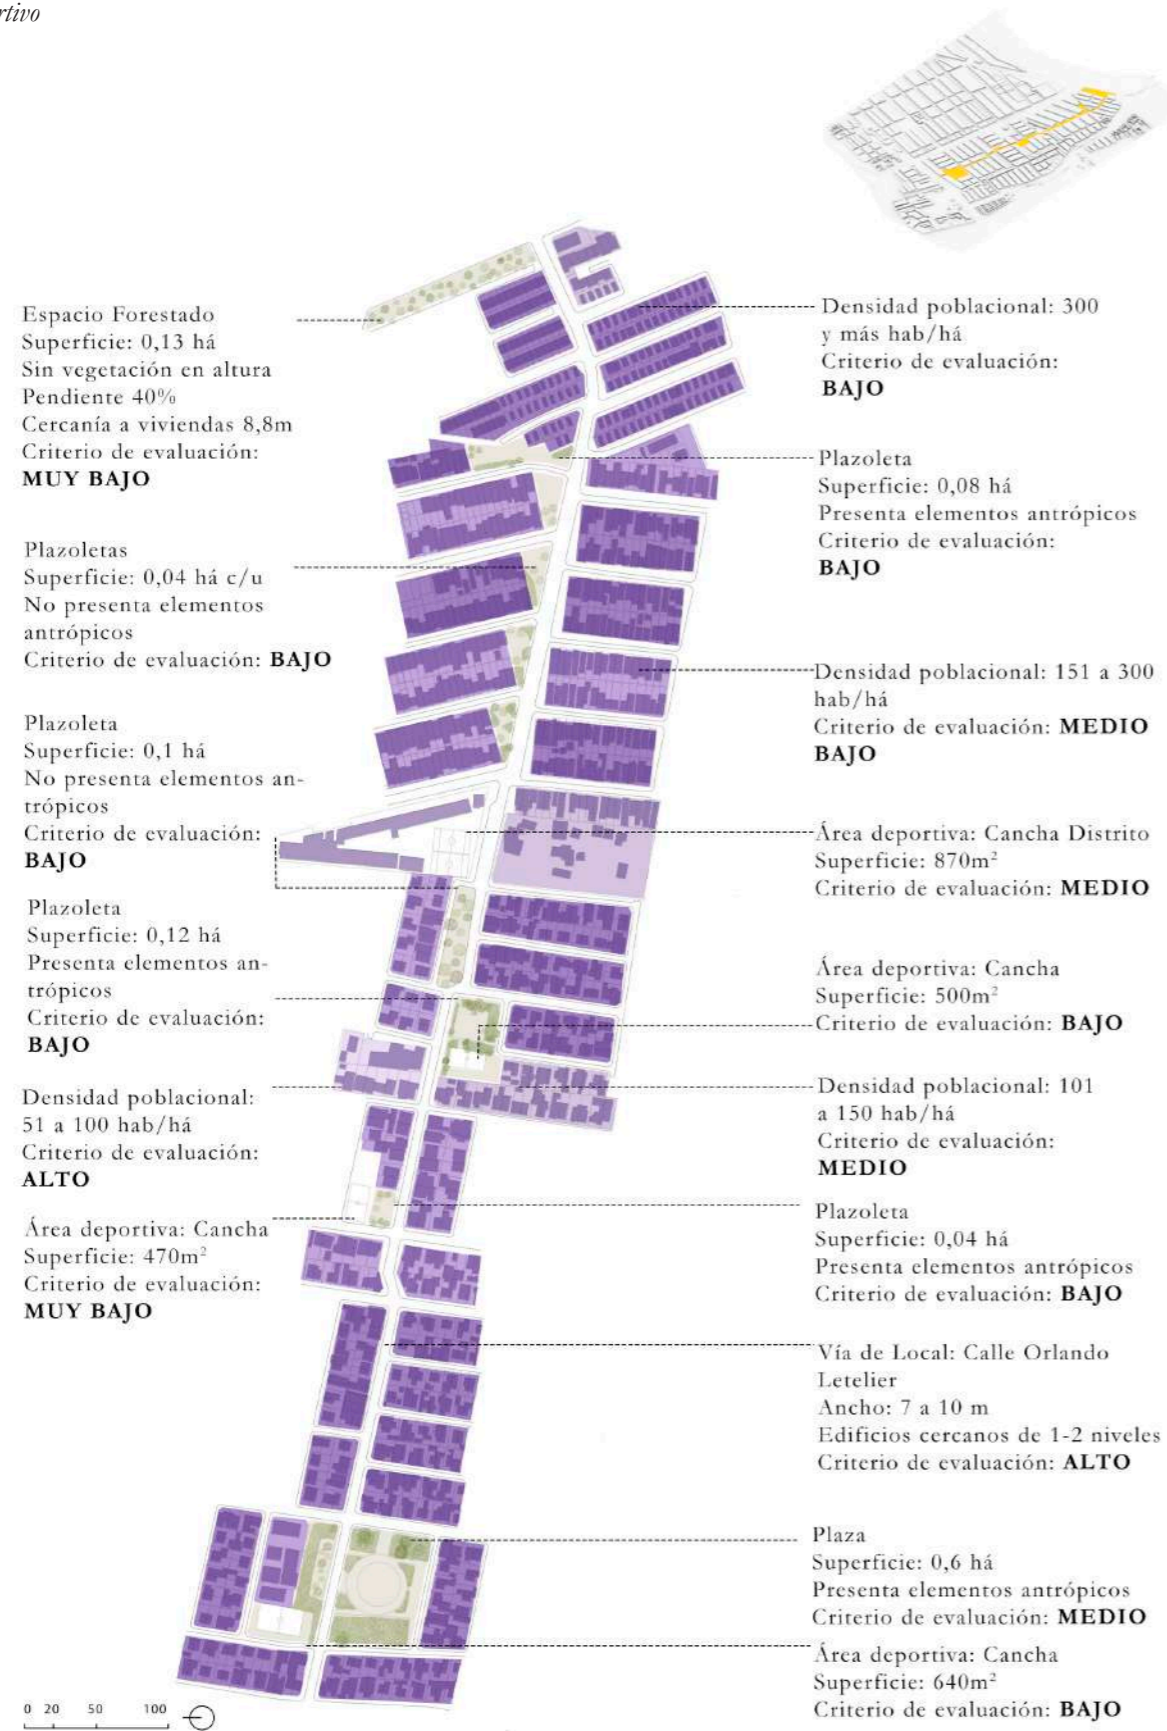 rtivo
Espacio Forestado
Superficie: 0,13 há
Sin vegetación en altura
Pendiente 40%
Cercanía a viviendas 8,8m
Criterio de evaluación:
MUY BAJO
Plazoletas
Superficie: 0,04 há c/u
No presenta elementos
antrópicos
Criterio de evaluación: BAJO
Plazoleta
Superficie: 0,1 há
No presenta elementos an-
trópicos
Criterio de evaluación:
BAJO
Plazoleta
Superficie: 0,12 há
Presenta elementos an-
trópicos
Criterio de evaluación:
BAJO
Densidad poblacional:
51 a 100 hab/há
Criterio de evaluación:
ALTO
Área deportiva: Cancha
Superficie: 470m²
Criterio de evaluación:
MUY BAJO
Densidad poblacional: 300
y más hab/há
Criterio de evaluación:
BAJO
Plazoleta
Superficie: 0,08 há
Presenta elementos antrópicos
Criterio de evaluación:
BAJO
Densidad poblacional: 151 a 300
hab/há
Criterio de evaluación: MEDIO
BAJO
Área deportiva: Cancha Distrito
Superficie: 870m²
Criterio de evaluación: MEDIO
Área deportiva: Cancha
Superficie: 500m²
Criterio de evaluación: BAJO
Densidad poblacional: 101
a 150 hab/há
Criterio de evaluación:
MEDIO
Plazoleta
Superficie: 0,04 há
Presenta elementos antrópicos
Criterio de evaluación: BAJO
Vía de Local: Calle Orlando
Letelier
Ancho: 7 a 10 m
Edificios cercanos de 1-2 niveles
Criterio de evaluación: ALTO
Plaza
Superficie: 0,6 há
Presenta elementos antrópicos
Criterio de evaluación: MEDIO
Área deportiva: Cancha
Superficie: 640m²
Criterio de evaluación: BAJO
0 20 50 100